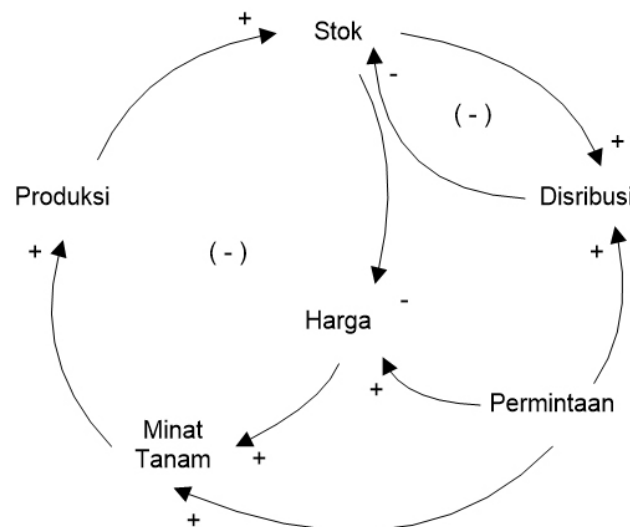 +
Stok
-
( - )
+
Produksi
Disribusi
+
( - )
+
-
Harga
+
Permintaan
Minat
Tanam
+
+